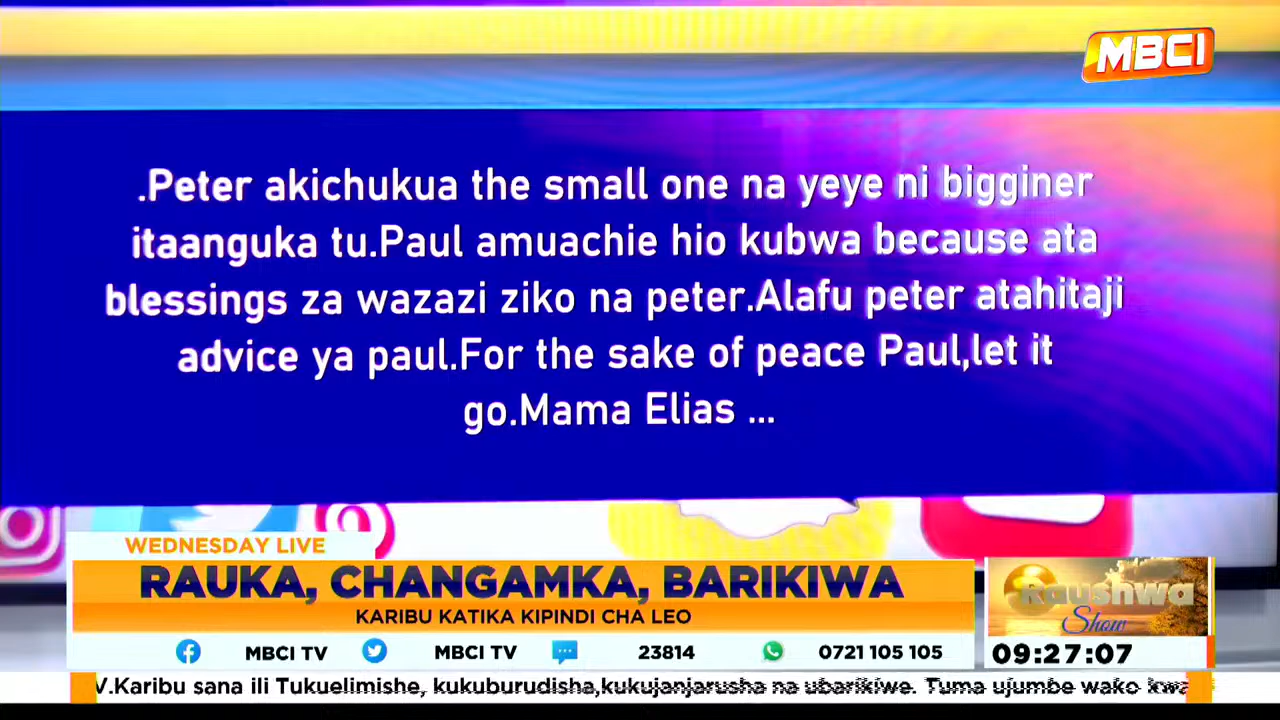 MBCI
.Peter akichukua the small one na yeye ni bigginer
itaanguka tu.Paul amuachie hio kubwa because ata
blessings za wazazi ziko na peter.Alafu peter atahitaji
advice ya paul.For the sake of peace Paul,let it
go.Mama Elias ...
WEDNESDAY LIVE
RAUKA, CHANGAMKA, BARIKIWA
KARIBU KATIKA KIPINDI CHA LEO
Raushwa
Show
MBCI TV MBCI TV 23814 0721 105 105
09:27:07
V.Karibu sana ili Tukuelimishe, kukuburudisha,kukujanjarusha na ubarikiwe. Tuma ujumbe wako kwa